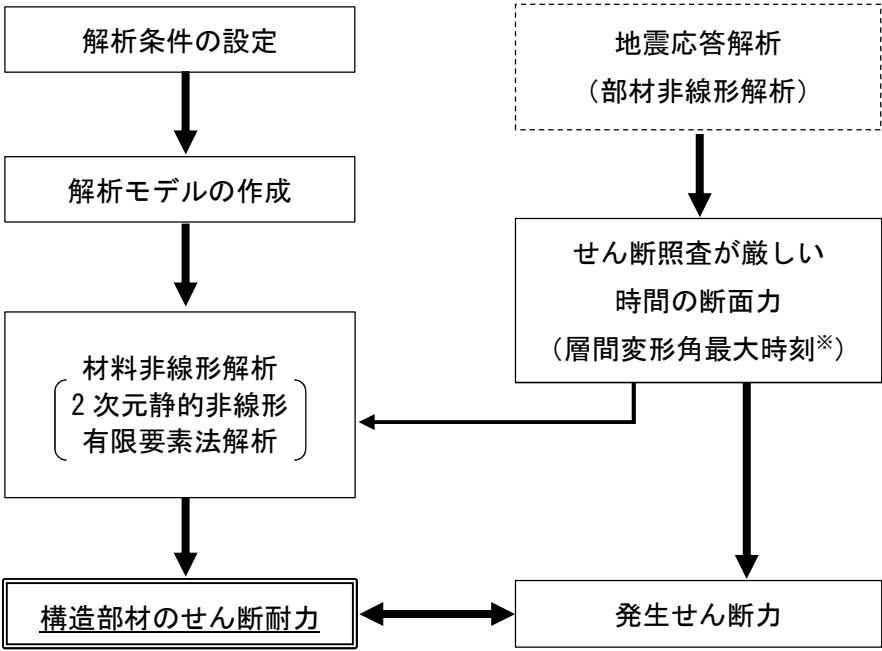 解析条件の設定
解析モデルの作成
材料非線形解析
2 次元静的非線形
有限要素法解析
構造部材のせん断耐力
地震応答解析
（部材非線形解析）
せん断照査が厳しい
時間の断面力
（層間変形角最大時刻※）
発生せん断力